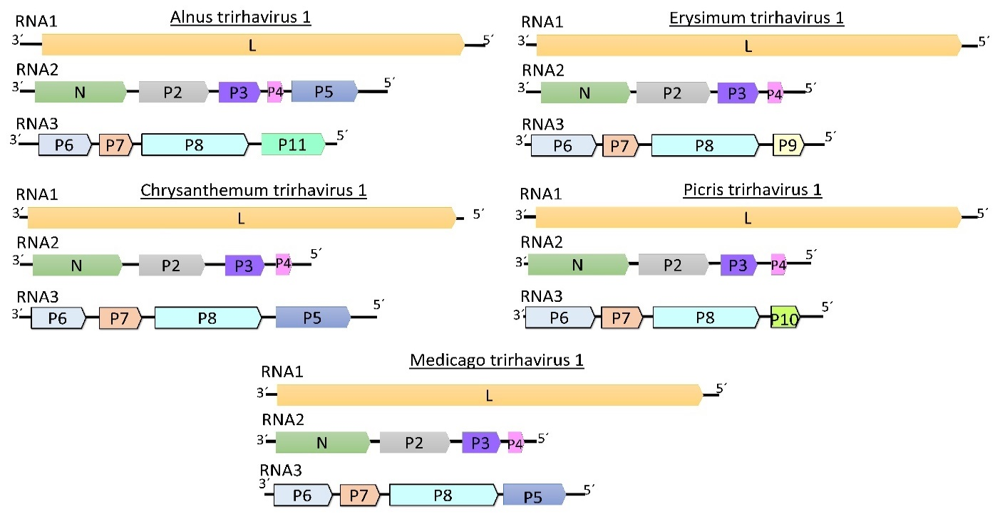 Alnus trirhavirus 1
RNA1
3´ L 5´
RNA2
3´ N P2 P3 P4 P5 5´
RNA3
3´ P6 P7 P8 P11 5´
Erysimum trirhavirus 1
RNA1
3´ L 5´
RNA2
3´ N P2 P3 P4 5´
RNA3
3´ P6 P7 P8 P9 5´
Chrysanthemum trirhavirus 1
RNA1
3´ L 5´
RNA2
3´ N P2 P3 P4 5´
RNA3
3´ P6 P7 P8 P5 5´
Picris trirhavirus 1
RNA1
3´ L 5´
RNA2
3´ N P2 P3 P4 5´
RNA3
3´ P6 P7 P8 P10 5´
Medicago trirhavirus 1
RNA1
3´ L 5´
RNA2
3´ N P2 P3 P4 5´
RNA3
3´ P6 P7 P8 P5 5´